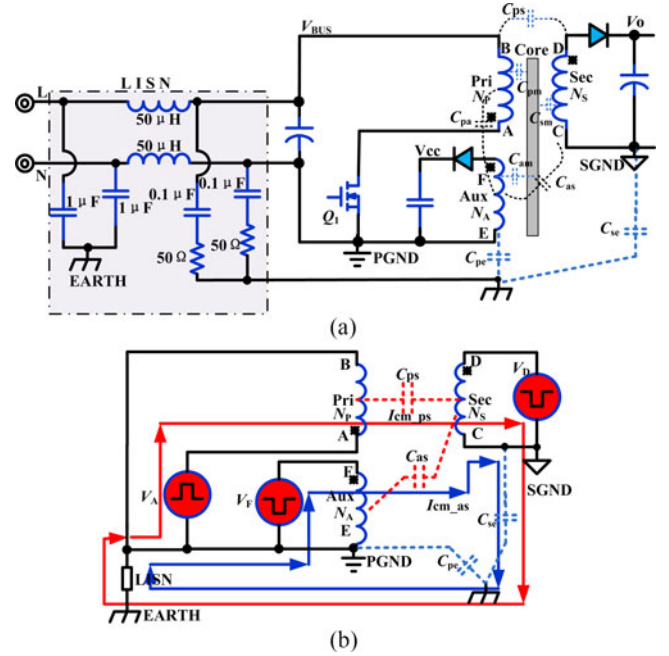 Cps
VBUS
Vo
B
Core
D
L
LISN
Pri
Cpm
Sec
50 μH
NP
NS
Csm
50 μH
Cpa
A
C
N
Vcc
SGND
F
Cam
1 μF
1 μF
0.1 μF
0.1 μF
Q1
Aux
Cas
NA
50 Ω
50 Ω
E
Cse
EARTH
PGND
Cpe
(a)
B
Cps
D
VD
Pri
Sec
NP
Icm_ps
NS
A
C
Cas
VA
VF
E
Aux
Icm_as
SGND
NA
Cse
E
LISN
PGND
Cpe
EARTH
(b)